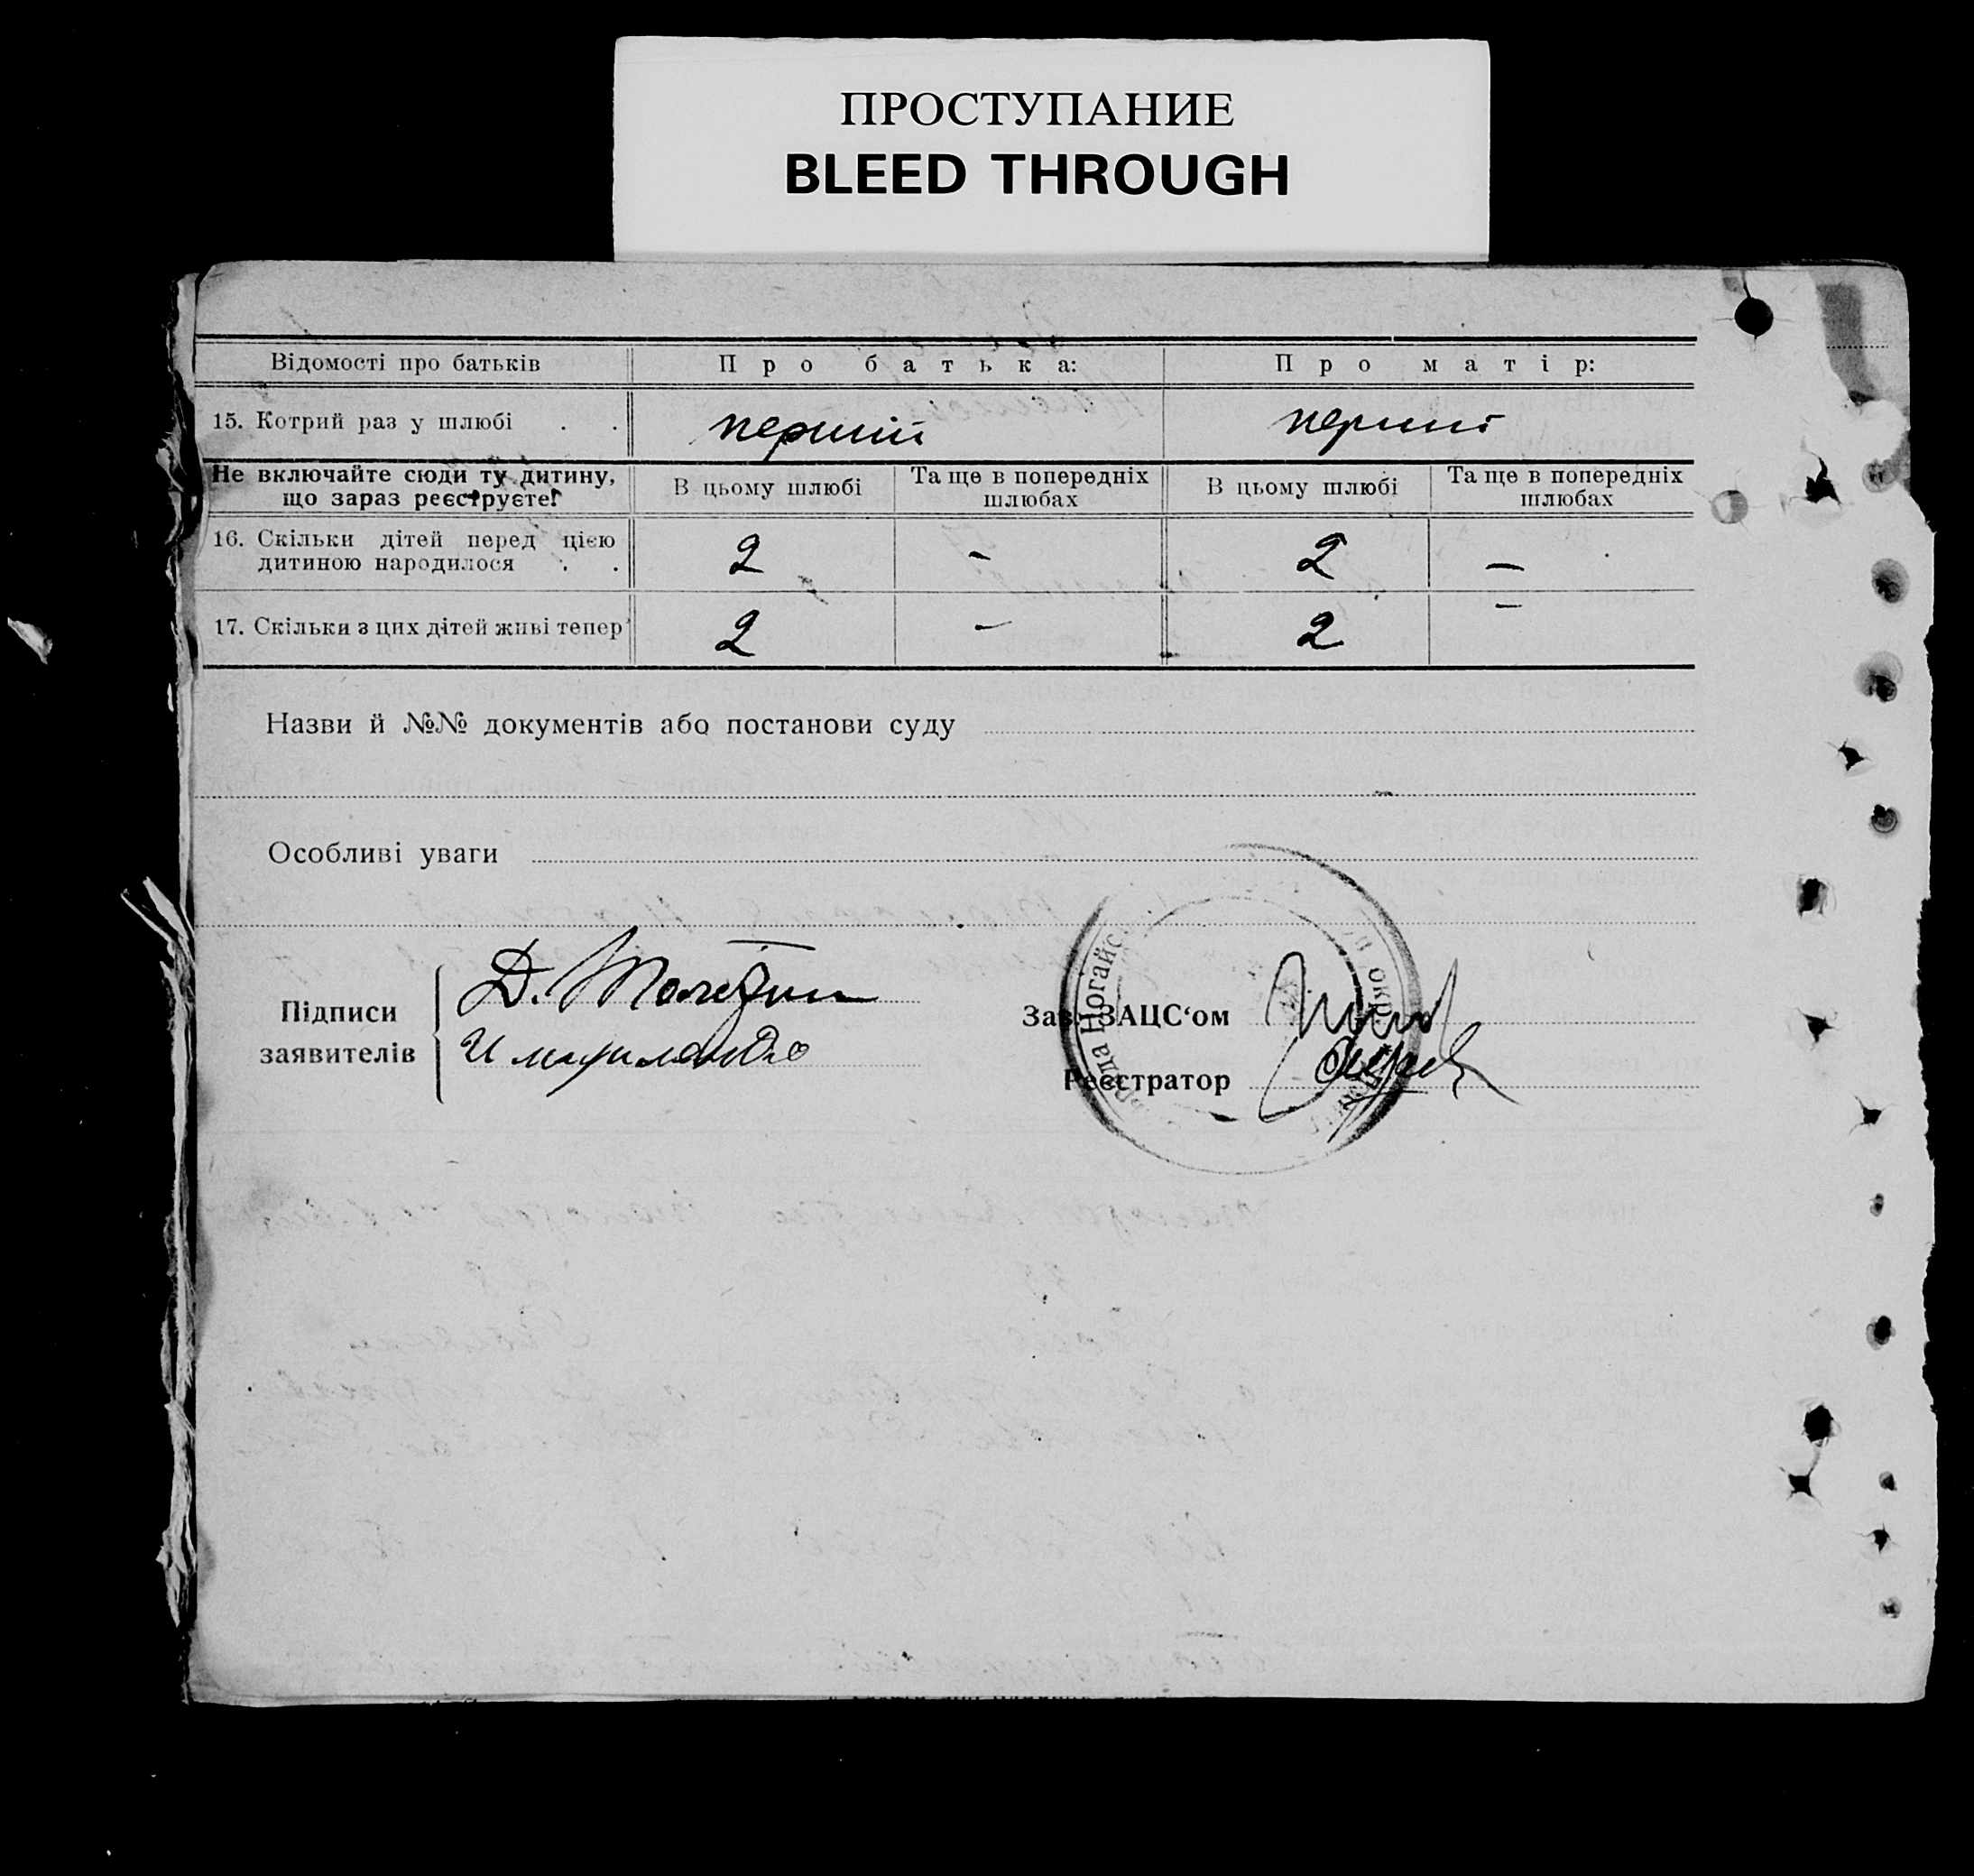 ПРОСТУПАНИЕ
BLEED THROUGH
Відомості про батьків Про батька: Про матір:
15. Котрий раз у шлюбі . . перший перший
Не включайте сюди ту дитину, що зараз реєструєте! В цьому шлюбі Та ще в попередніх шлюбах В цьому шлюбі Та ще в попередніх шлюбах
16. Скільки дітей перед цією дитиною народилося . . 2 - 2 —
17. Скільки з цих дітей живі тепер 2 - 2 —
Назви й №№ документів або постанови суду
Особливі уваги
Підписи заявителів
Д.
Зав. ЗАЦС‘ом
Реєстратор